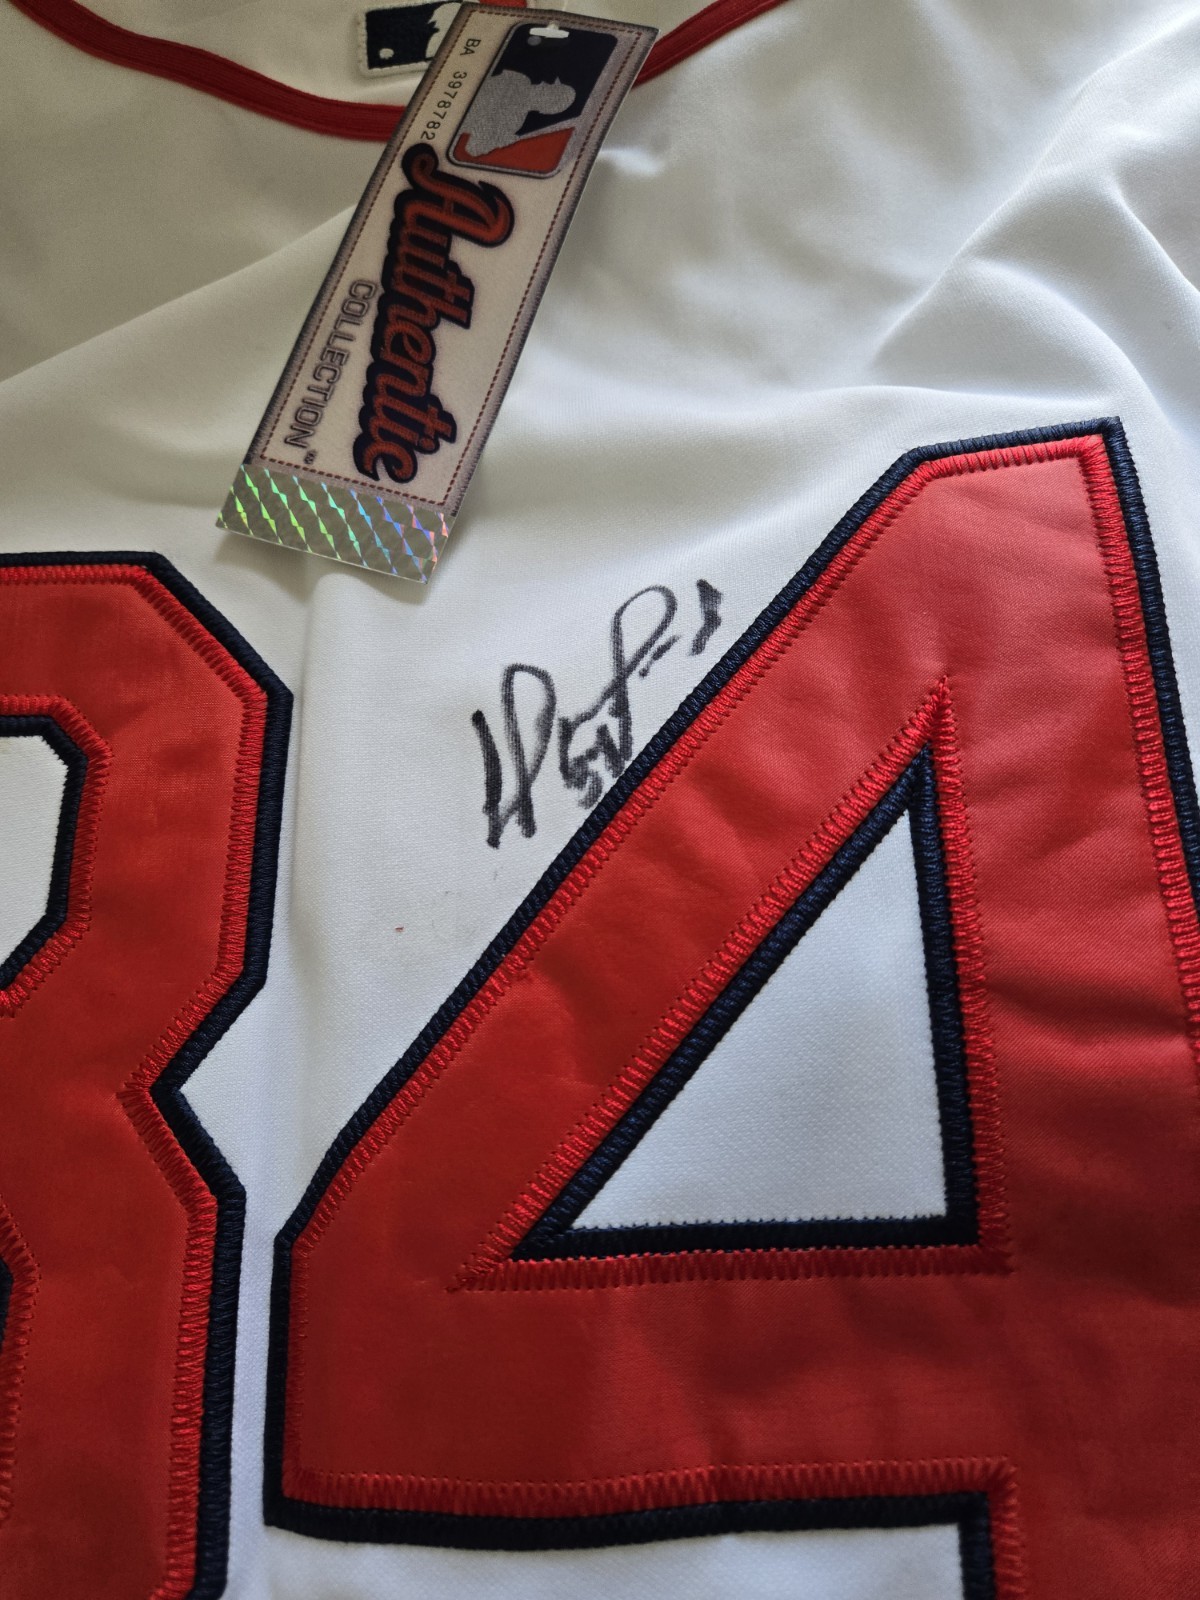 BA 3978782
Authentic
COLLECTION®
34